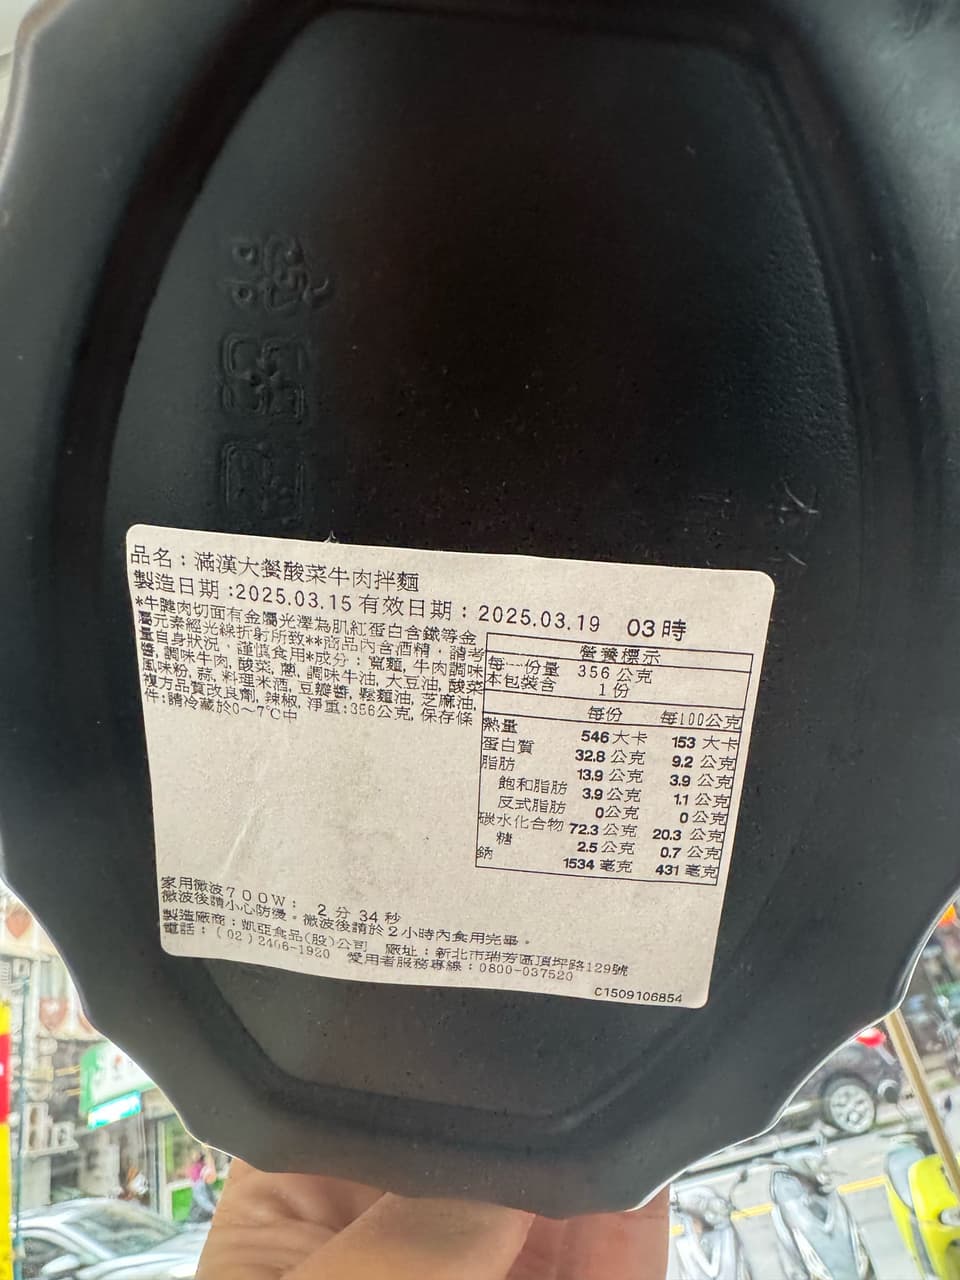 品名：滿漢大餐酸菜牛肉拌麵
製造日期：2025.03.15 有效日期：2025.03.19 03時
*牛腱肉切面有金屬光澤為肌紅蛋白含鐵等金
屬元素經光線折射所致**商品內含酒精，請考
量自身狀況，謹慎食用*成分：寬麵, 牛肉調味
醬, 調味牛肉, 酸菜, 蔥, 調味牛油, 大豆油, 酸菜
風味粉, 蒜, 料理米酒, 豆瓣醬, 鬆麵油, 芝麻油,
複方品質改良劑, 辣椒, 淨重:356公克, 保存條
件:請冷藏於0~7℃中
營養標示
每一份量 356 公克
本包裝含 1 份
每份 每100公克
熱量 546 大卡 153 大卡
蛋白質 32.8 公克 9.2 公克
脂肪 13.9 公克 3.9 公克
飽和脂肪 3.9 公克 1.1 公克
反式脂肪 0 公克 0 公克
碳水化合物 72.3 公克 20.3 公克
糖 2.5 公克 0.7 公克
鈉 1534 毫克 431 毫克
家用微波700W： 2 分 34 秒
微波後請小心防燙。微波後請於2小時內食用完畢。
製造廠商：凱亞食品(股)公司 廠址：新北市瑞芳區頂坪路129號
電話：(02)2406-1920 愛用者服務專線：0800-037520
C1509106854